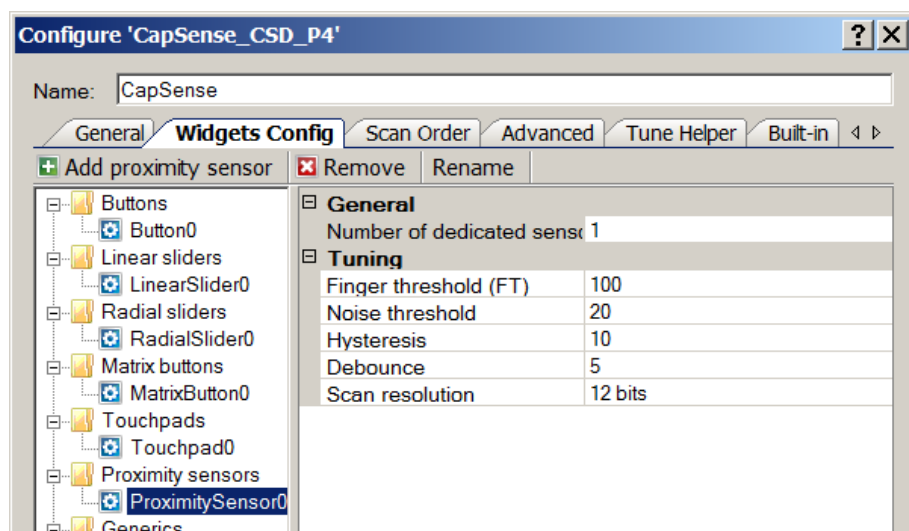 Configure 'CapSense_CSD_P4'
Name: CapSense
General Widgets Config Scan Order Advanced Tune Helper Built-in
Add proximity sensor Remove Rename
Buttons
Button0
Linear sliders
LinearSlider0
Radial sliders
RadialSlider0
Matrix buttons
MatrixButton0
Touchpads
Touchpad0
Proximity sensors
ProximitySensor0
Generics
General
Number of dedicated senso 1
Tuning
Finger threshold (FT) 100
Noise threshold 20
Hysteresis 10
Debounce 5
Scan resolution 12 bits